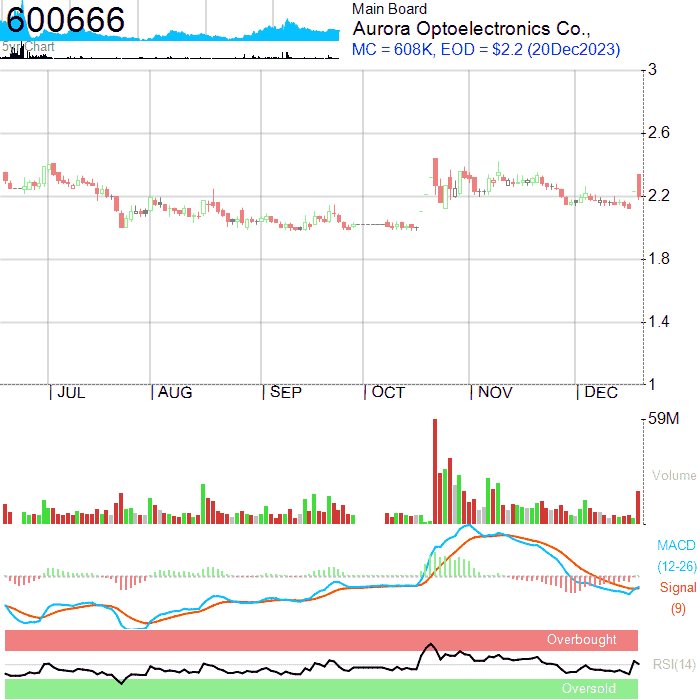 600666
5yr Chart
Main Board
Aurora Optoelectronics Co.,
MC = 608K, EOD = $2.2 (20Dec2023)
3
2.6
2.2
1.8
1.4
1
JUL AUG SEP OCT NOV DEC
59M
Volume
MACD
(12-26)
Signal
(9)
Overbought
RSI(14)
Oversold